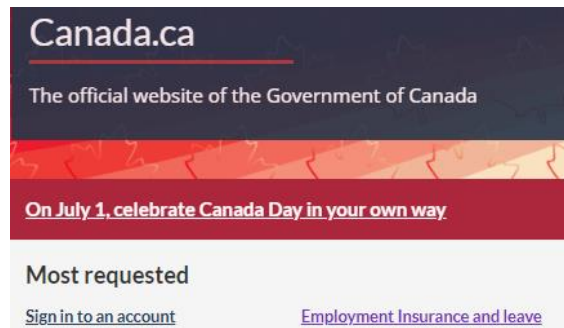 Canada.ca
The official website of the Government of Canada
On July 1, celebrate Canada Day in your own way
Most requested
Sign in to an account Employment Insurance and leave